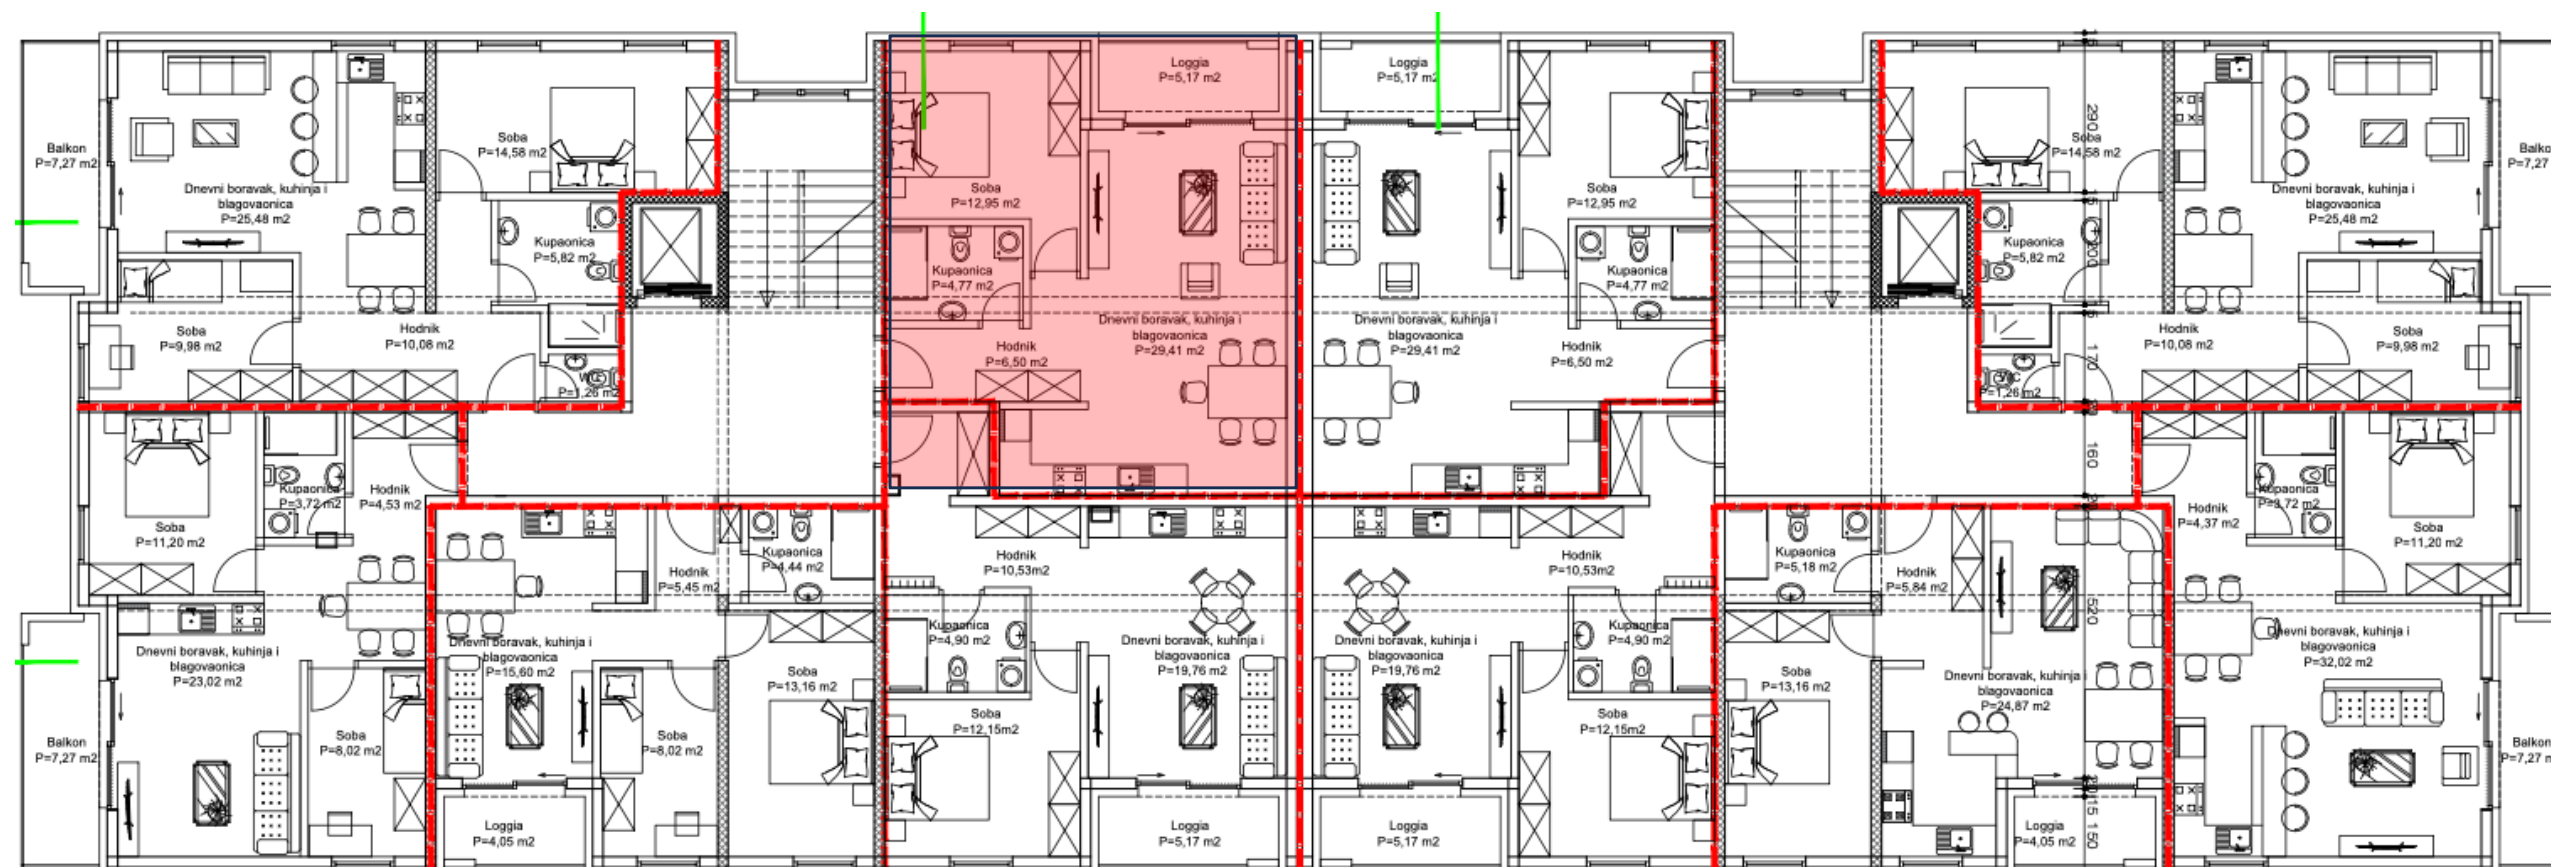 Balkon
P=7,27 m2
Dnevni boravak, kuhinja i
blagovaonica
P=25,48 m2
Soba
P=14,58 m2
Kupaonica
P=5,82 m2
Soba
P=9,98 m2
Hodnik
P=10,08 m2
WC
P=1,26 m2
Loggia
P=5,17 m2
Soba
P=12,95 m2
Kupaonica
P=4,77 m2
Hodnik
P=6,50 m2
Dnevni boravak, kuhinja i
blagovaonica
P=29,41 m2
Loggia
P=5,17 m2
Soba
P=12,95 m2
Kupaonica
P=4,77 m2
Dnevni boravak, kuhinja i
blagovaonica
P=29,41 m2
Hodnik
P=6,50 m2
Soba
P=14,58 m2
Kupaonica
P=5,82 m2
Dnevni boravak, kuhinja i
blagovaonica
P=25,48 m2
Balko
P=7,27
Hodnik
P=10,08 m2
Soba
P=9,98 m2
WC
P=1,26 m2
290
200
170
160
520
15 150
Soba
P=11,20 m2
Kupaonica
P=3,72 m2
Hodnik
P=4,53 m2
Dnevni boravak, kuhinja i
blagovaonica
P=23,02 m2
Balkon
P=7,27 m2
Soba
P=8,02 m2
Hodnik
P=5,45 m2
Kupaonica
P=4,44 m2
Dnevni boravak, kuhinja i
blagovaonica
P=15,60 m2
Soba
P=8,02 m2
Soba
P=13,16 m2
Loggia
P=4,05 m2
Hodnik
P=10,53m2
Kupaonica
P=4,90 m2
Dnevni boravak, kuhinja i
blagovaonica
P=19,76 m2
Soba
P=12,15m2
Loggia
P=5,17 m2
Hodnik
P=10,53m2
Dnevni boravak, kuhinja i
blagovaonica
P=19,76 m2
Kupaonica
P=4,90 m2
Soba
P=12,15m2
Loggia
P=5,17 m2
Kupaonica
P=5,18 m2
Hodnik
P=5,84 m2
Soba
P=13,16 m2
Dnevni boravak, kuhinja i
blagovaonica
P=24,87 m2
Loggia
P=4,05 m2
Hodnik
P=4,37 m2
Kupaonica
P=3,72 m2
Soba
P=11,20 m2
Dnevni boravak, kuhinja i
blagovaonica
P=32,02 m2
Balkon
P=7,27 m